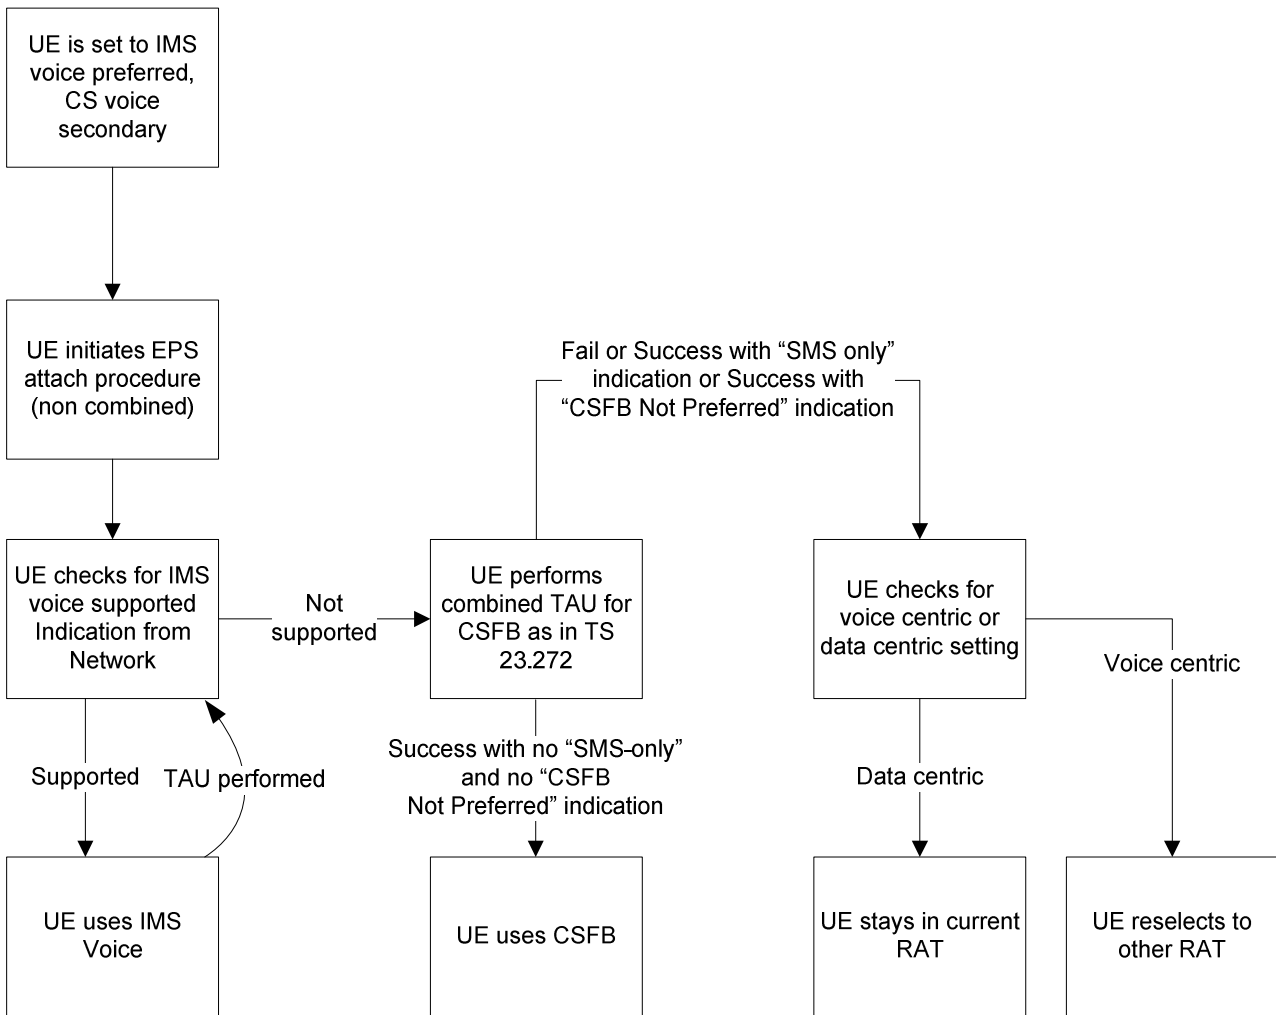 UE is set to IMS
voice preferred,
CS voice
secondary
UE initiates EPS
attach procedure
(non combined)
Fail or Success with “SMS only”
indication or Success with
“CSFB Not Preferred” indication
UE checks for IMS
voice supported
Indication from
Network
Not
supported
UE performs
combined TAU for
CSFB as in TS
23.272
UE checks for
voice centric or
data centric setting
Voice centric
Supported
TAU performed
Success with no “SMS-only”
and no “CSFB
Not Preferred” indication
Data centric
UE uses IMS
Voice
UE uses CSFB
UE stays in current
RAT
UE reselects to
other RAT